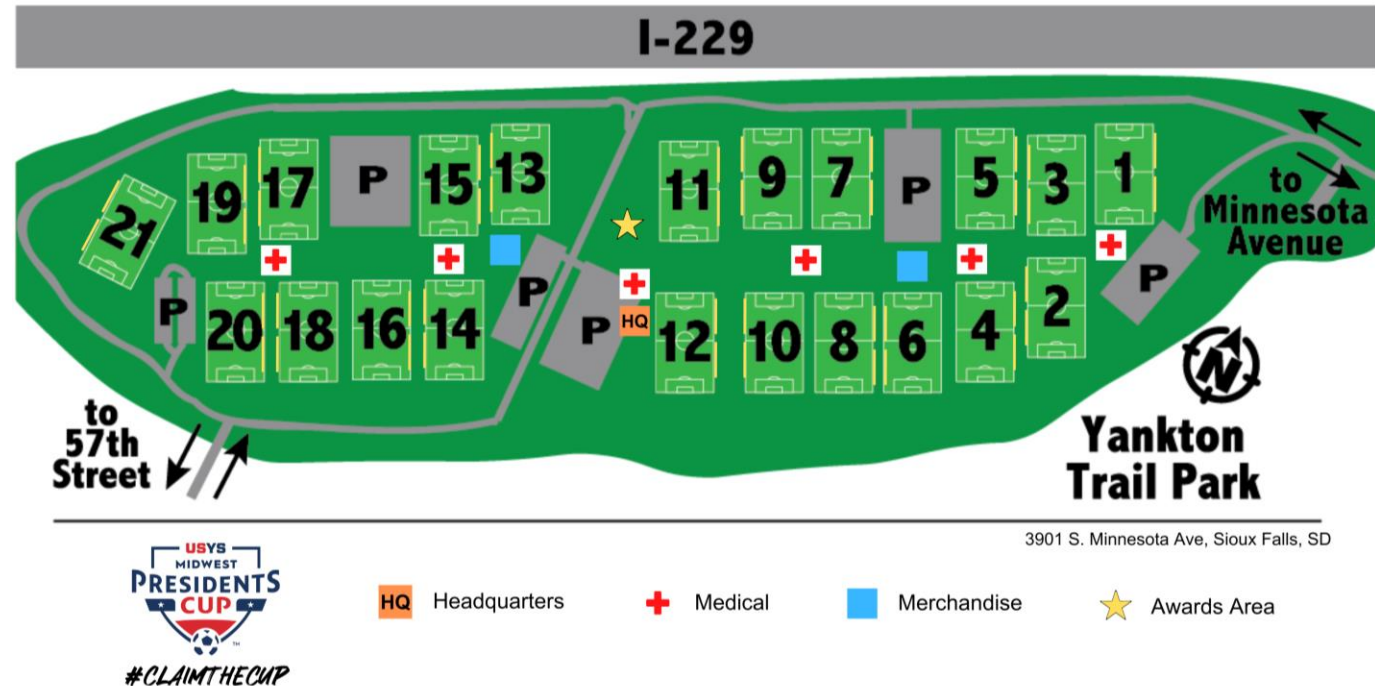 I-229
13
17
P
15
11
9
7
P
5
3
1
19
21
to
Minnesota
Avenue
P
P
P
HQ
P
2
20
18
16
14
12
10
8
6
4
N
to
57th
Street
Yankton
Trail Park
3901 S. Minnesota Ave, Sioux Falls, SD
USYS
MIDWEST
PRESIDENTS
CUP
TM
#CLAIMTHECUP
HQ Headquarters
Medical
Merchandise
Awards Area